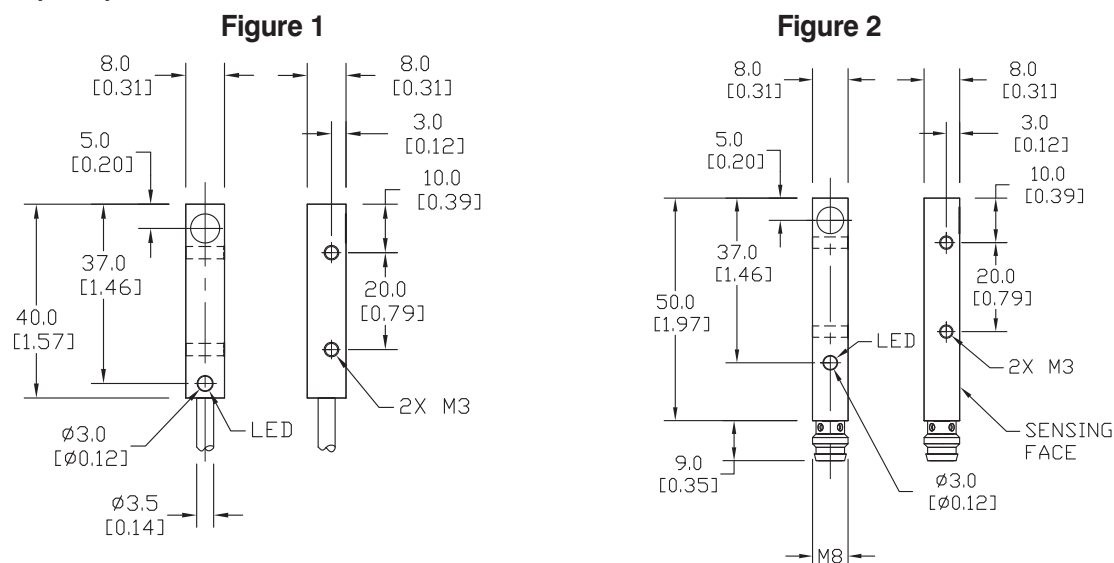 Figure 1
8.0
[0.31]
8.0
[0.31]
3.0
[0.12]
5.0
[0.20]
10.0
[0.39]
37.0
[1.46]
20.0
[0.79]
40.0
[1.57]
2X M3
LED
ø3.0
[ø0.12]
ø3.5
[0.14]
Figure 2
8.0
[0.31]
8.0
[0.31]
3.0
[0.12]
5.0
[0.20]
10.0
[0.39]
37.0
[1.46]
20.0
[0.79]
50.0
[1.97]
LED
2X M3
SENSING
FACE
9.0
[0.35]
ø3.0
[ø0.12]
M8